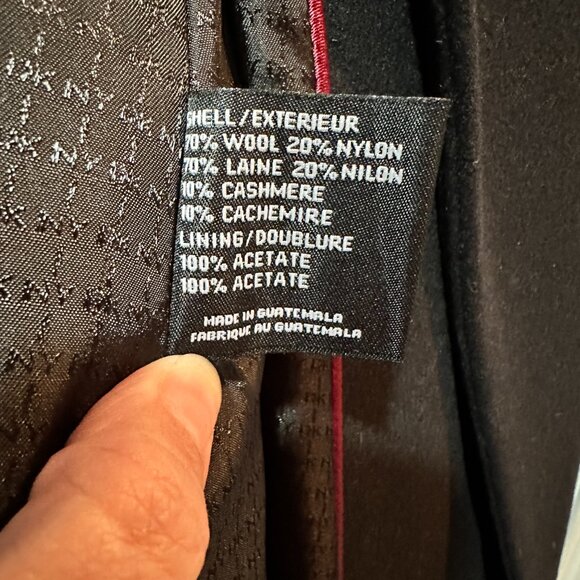 SHELL/EXTERIEUR
70% WOOL 20% NYLON
70% LAINE 20% NILON
10% CASHMERE
10% CACHEMIRE
LINING/DOUBLURE
100% ACETATE
100% ACETATE
MADE IN GUATEMALA
FABRIQUE AU GUATEMALA
DKNY